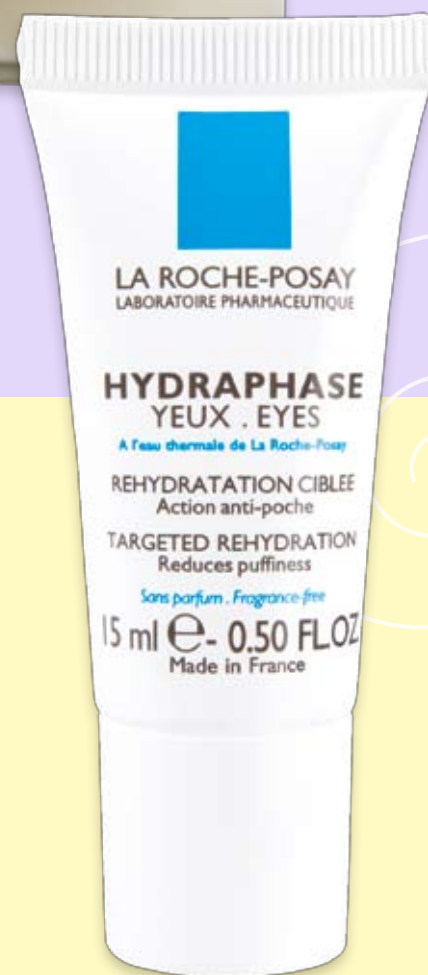 LA ROCHE-POSAY
LABORATOIRE PHARMACEUTIQUE
HYDRAPHASE
YEUX . EYES
A l'eau thermale de La Roche-Posay
REHYDRATATION CIBLEE
Action anti-poche
TARGETED REHYDRATION
Reduces puffiness
Sans parfum . Fragrance-free
15 ml ℮- 0.50 FL.OZ
Made in France